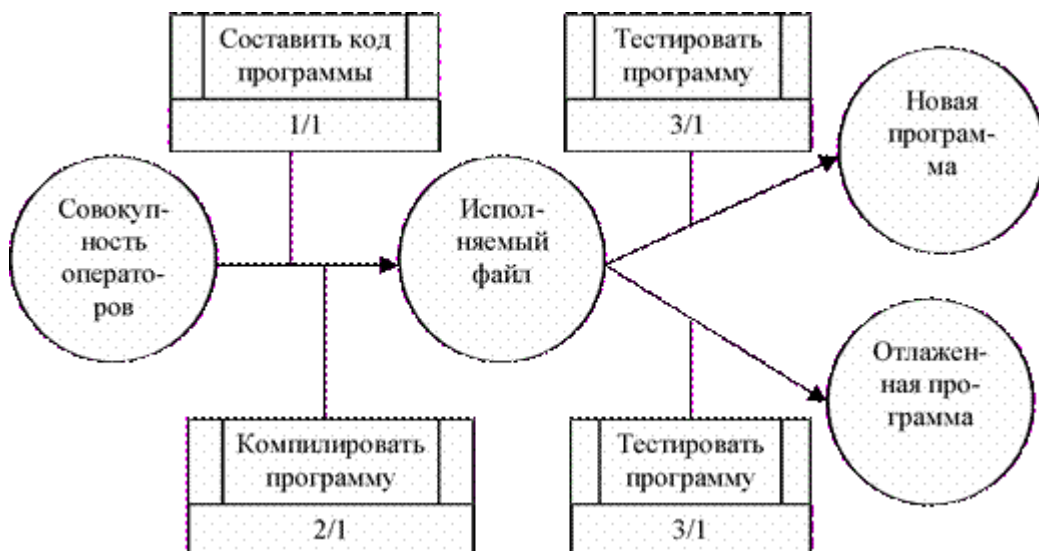 Составить код
программы
1/1
Тестировать
программу
3/1
Новая
програм-
ма
Совокуп-
ность
операто-
ров
Испол-
няемый
файл
Отлажен-
ная про-
грамма
Компилировать
программу
2/1
Тестировать
программу
3/1